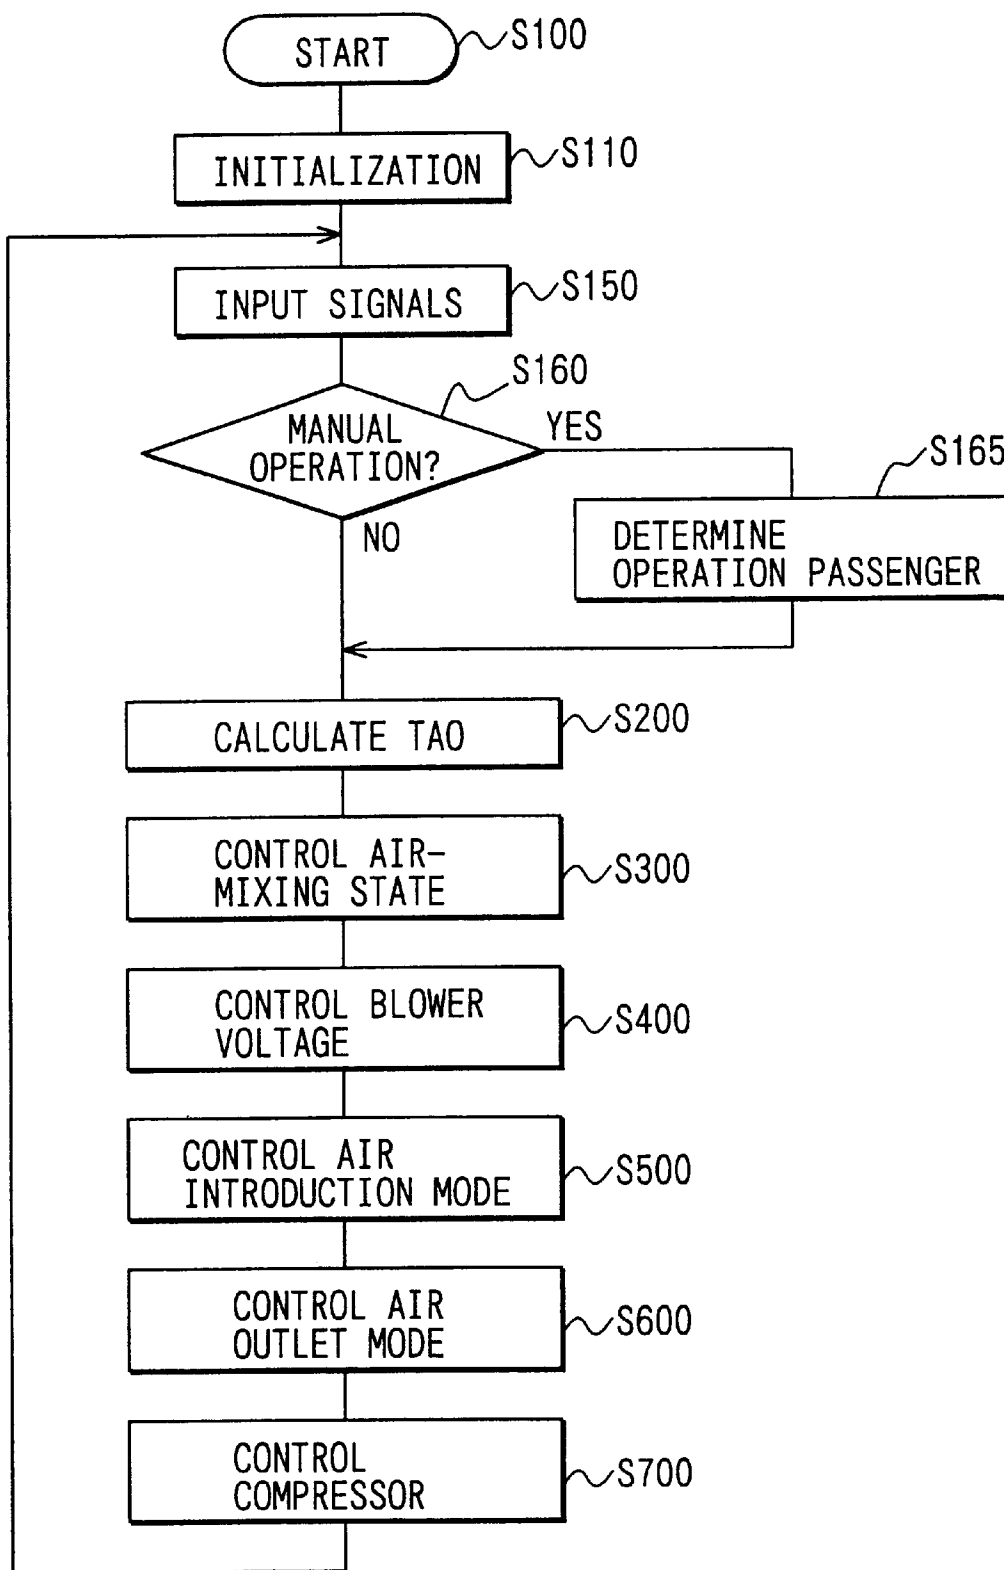 START
S100
INITIALIZATION
S110
INPUT SIGNALS
S150
S160
MANUAL
OPERATION?
YES
NO
S165
DETERMINE
OPERATION PASSENGER
CALCULATE TAO
S200
CONTROL AIR-
MIXING STATE
S300
CONTROL BLOWER
VOLTAGE
S400
CONTROL AIR
INTRODUCTION MODE
S500
CONTROL AIR
OUTLET MODE
S600
CONTROL
COMPRESSOR
S700